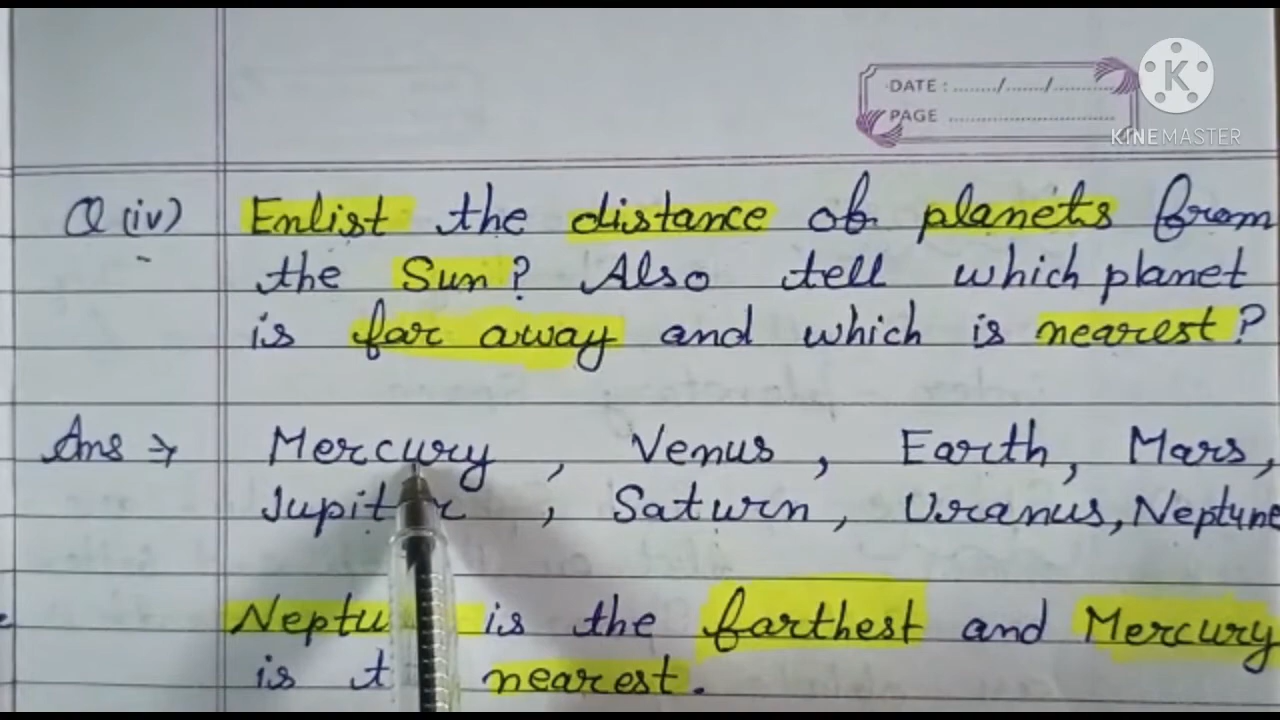 DATE : ......../....../..........
PAGE ..............................
KINEMASTER
Q (iv) Enlist the distance of planets from
the Sun? Also tell which planet
is far away and which is nearest?
Ans → Mercury, Venus, Earth, Mars,
Jupiter, Saturn, Uranus, Neptune
Neptu is the farthest and Mercury
is t nearest.